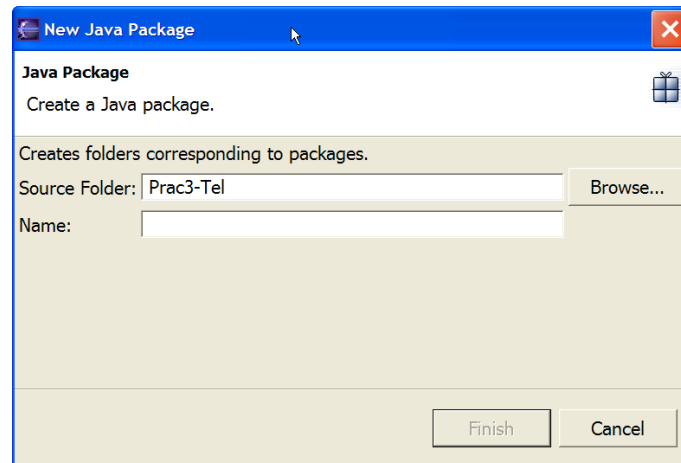 New Java Package
Java Package
Create a Java package.
Creates folders corresponding to packages.
Source Folder: Prac3-Tel Browse...
Name:
Finish Cancel